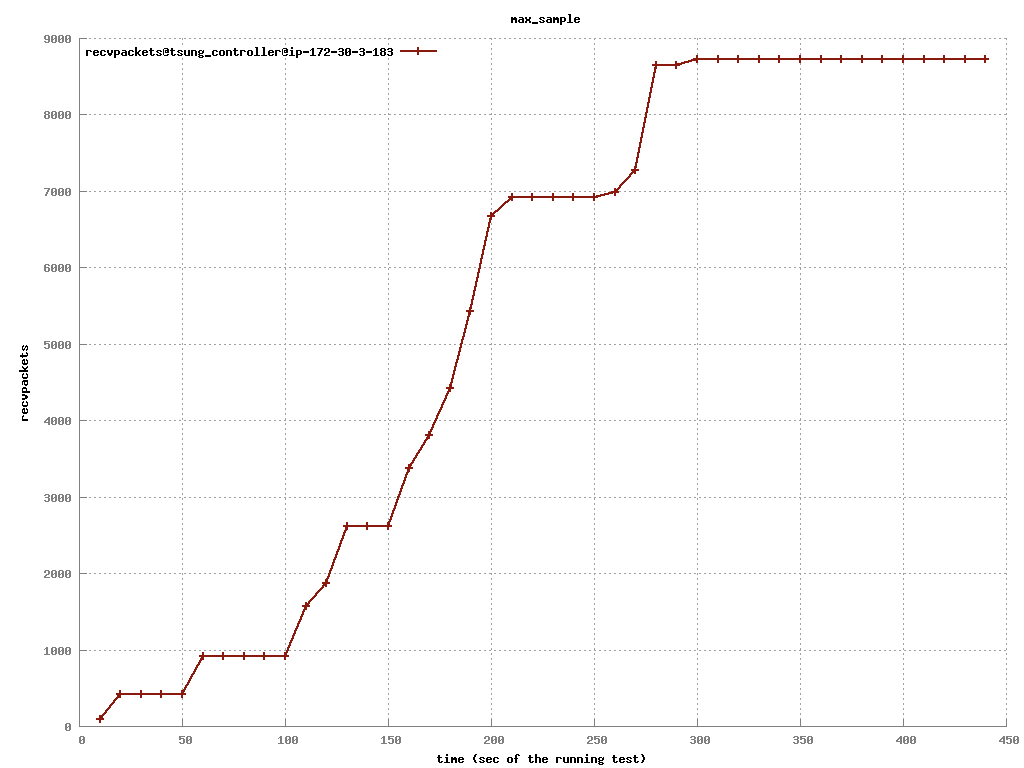 max_sample
recvpackets@tsung_controller@ip-172-30-3-183
9000
8000
7000
6000
5000
4000
3000
2000
1000
0
recvpackets
0 50 100 150 200 250 300 350 400 450
time (sec of the running test)